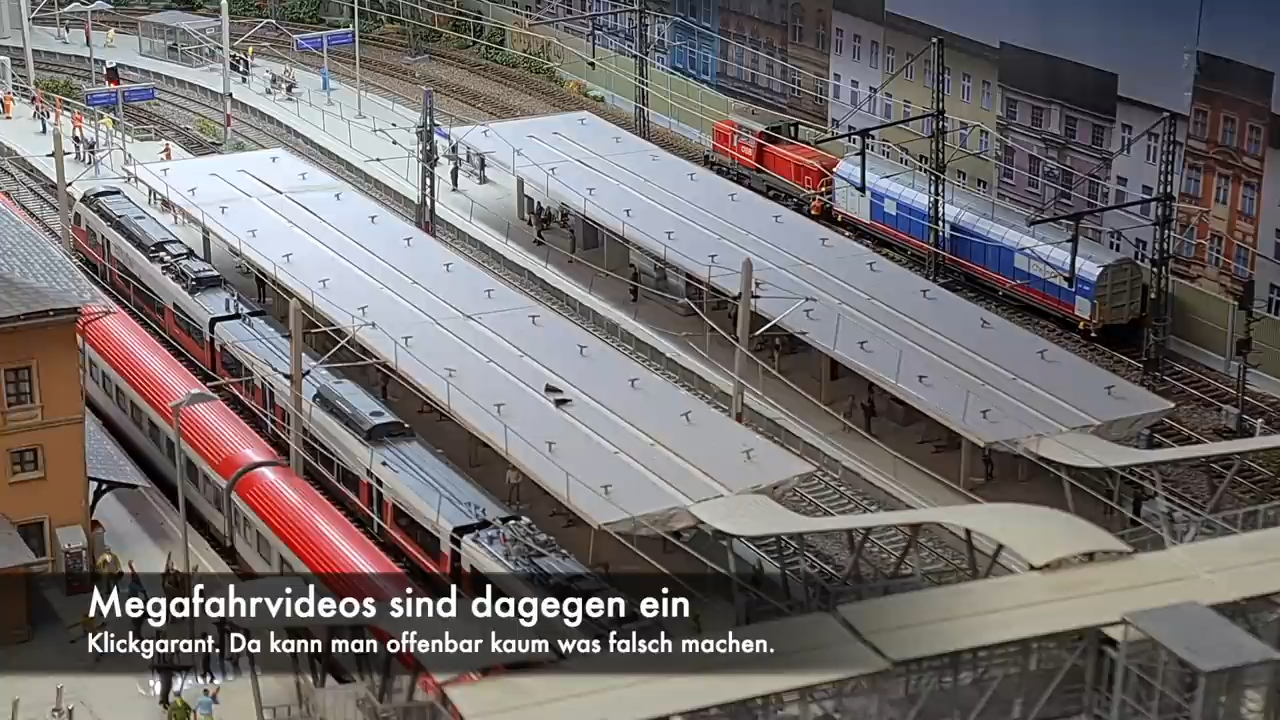 Megafahrvideos sind dagegen ein
Klickgarant. Da kann man offenbar kaum was falsch machen.